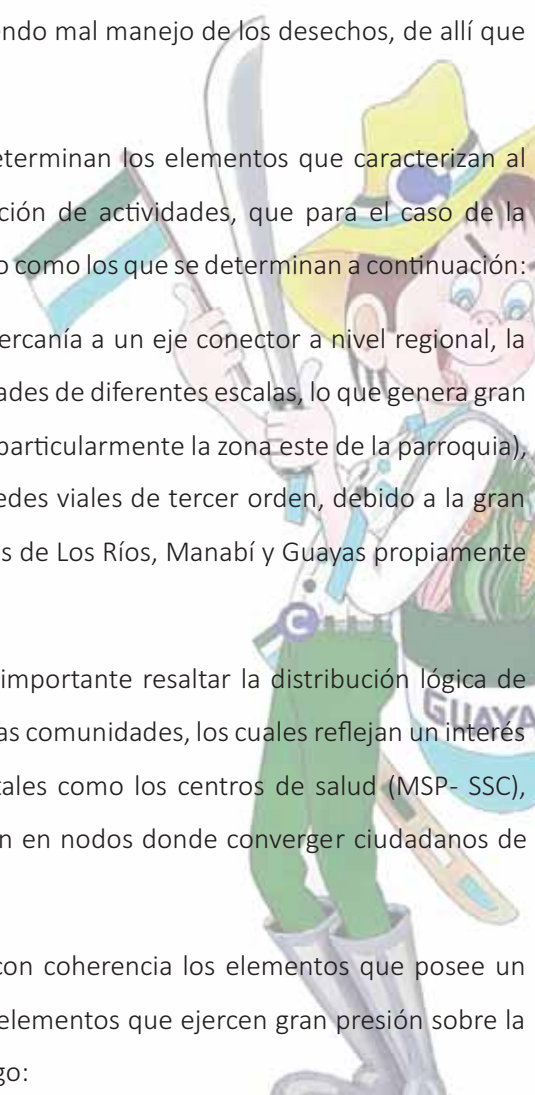 endo mal manejo de los desechos, de allí que
eterminan los elementos que caracterizan al
ción de actividades, que para el caso de la
o como los que se determinan a continuación:
ercanía a un eje conector a nivel regional, la
ades de diferentes escalas, lo que genera gran
particularmente la zona este de la parroquia),
edes viales de tercer orden, debido a la gran
s de Los Ríos, Manabí y Guayas propiamente
importante resaltar la distribución lógica de
as comunidades, los cuales reflejan un interés
GUAYA
tales como los centros de salud (MSP- SSC),
n en nodos donde converger ciudadanos de
con coherencia los elementos que posee un
elementos que ejercen gran presión sobre la
go:
C